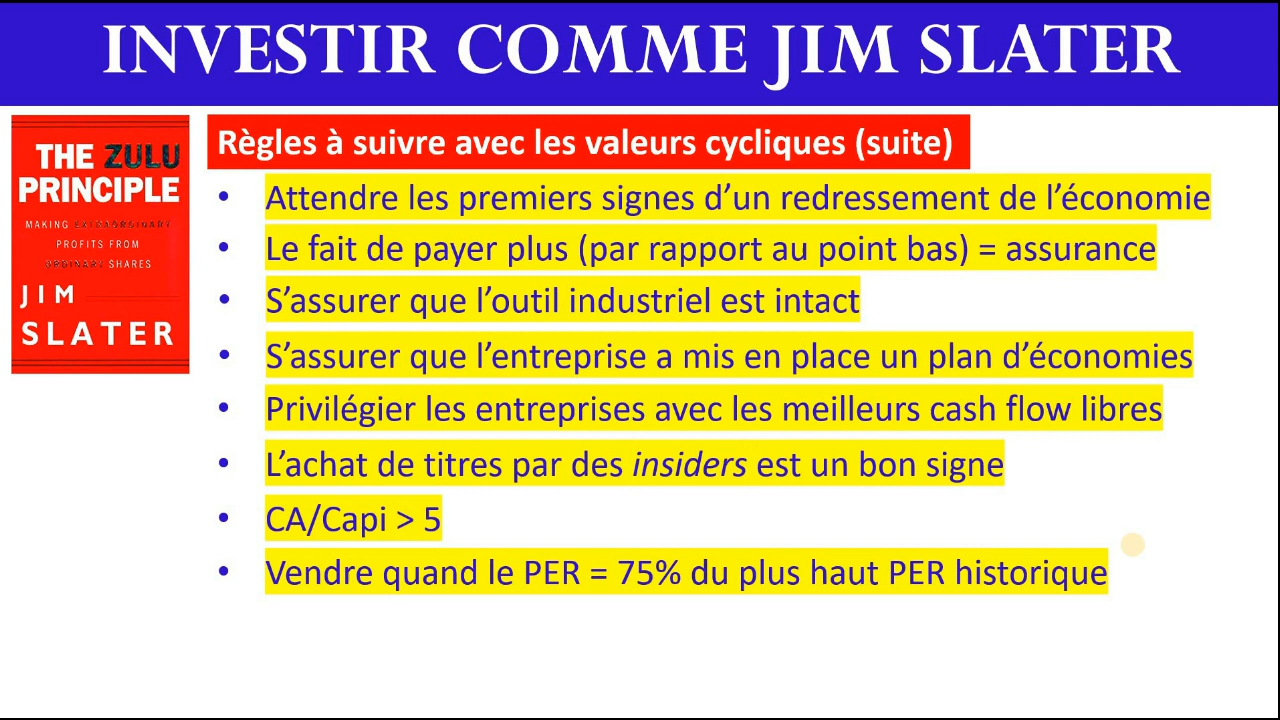 INVESTIR COMME JIM SLATER
THE ZULU
PRINCIPLE
MAKING EXTRAORDINARY
PROFITS FROM
ORDINARY SHARES
JIM
SLATER
Règles à suivre avec les valeurs cycliques (suite)
• Attendre les premiers signes d’un redressement de l’économie
• Le fait de payer plus (par rapport au point bas) = assurance
• S’assurer que l’outil industriel est intact
• S’assurer que l’entreprise a mis en place un plan d’économies
• Privilégier les entreprises avec les meilleurs cash flow libres
• L’achat de titres par des insiders est un bon signe
• CA/Capi > 5
• Vendre quand le PER = 75% du plus haut PER historique